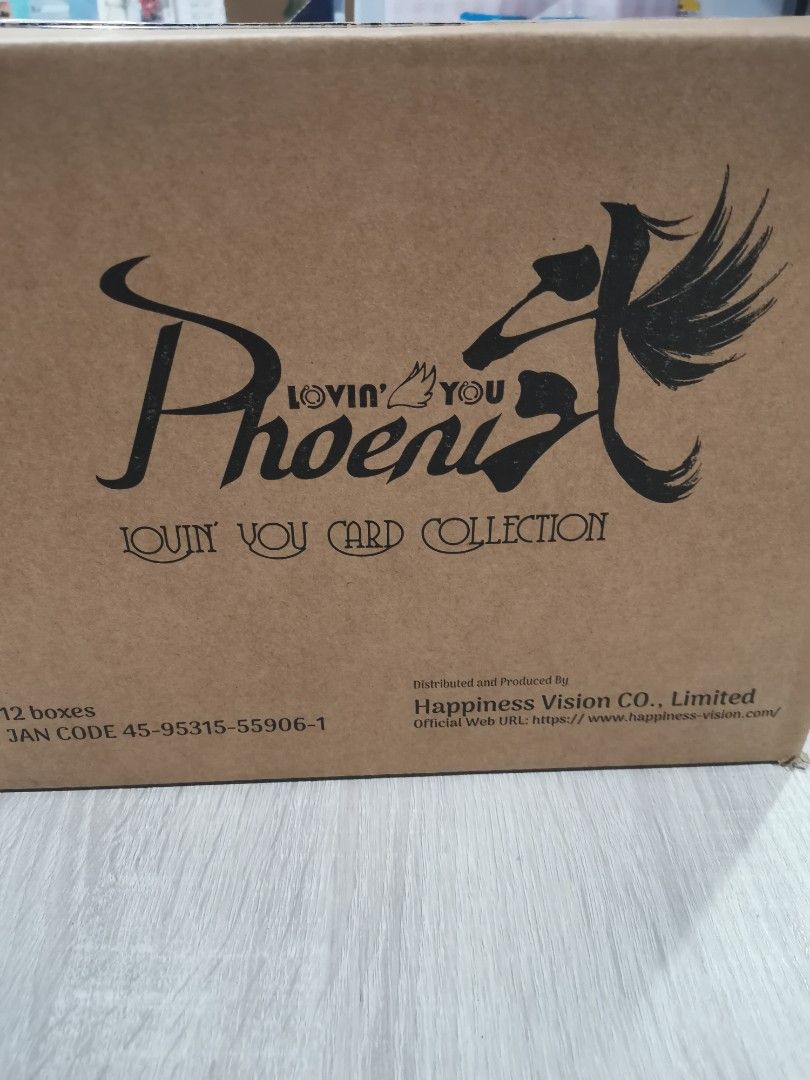 Phoenix
LOVIN' YOU
LOVIN' YOU CARD COLLECTION
12 boxes
JAN CODE 45-95315-55906-1
Distributed and Produced By
Happiness Vision CO., Limited
Official Web URL: https:// www.happiness-vision.com/